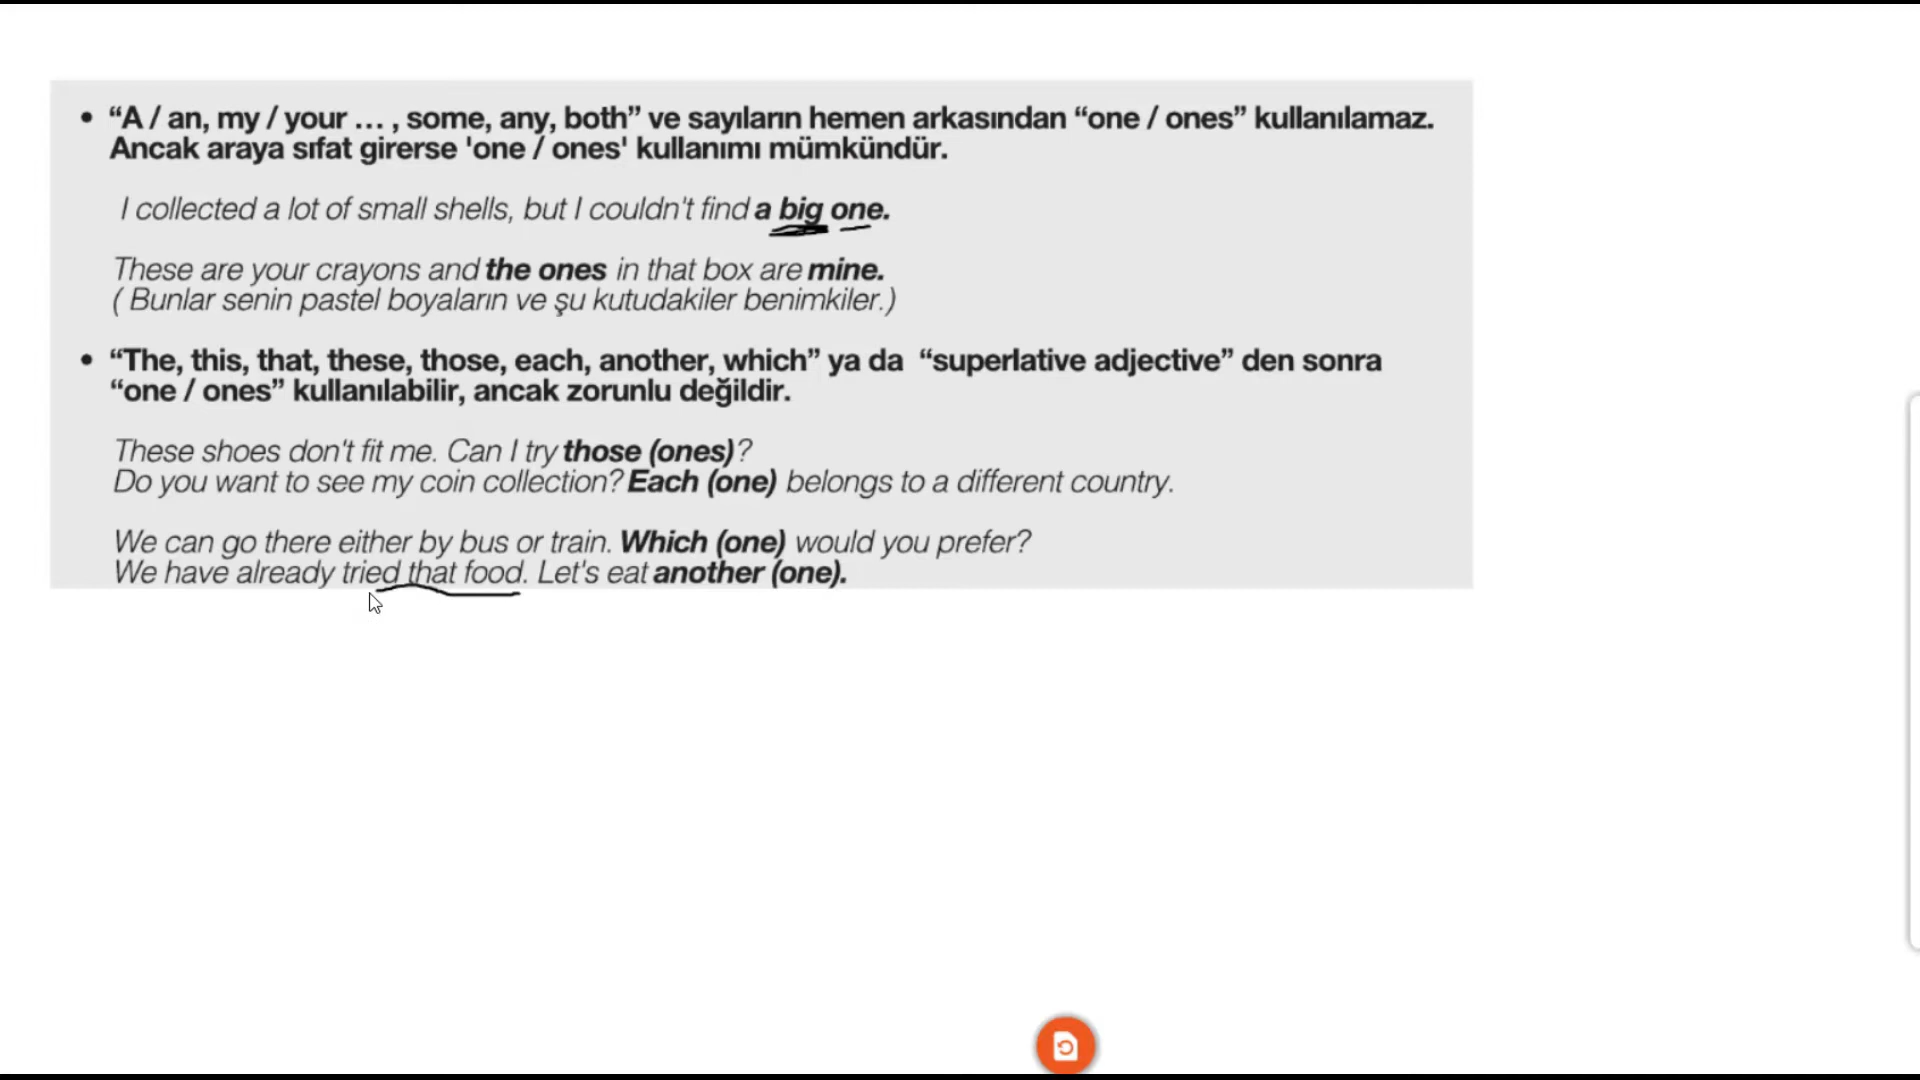 • “A / an, my / your … , some, any, both” ve sayıların hemen arkasından “one / ones” kullanılamaz.
Ancak araya sıfat girerse 'one / ones' kullanımı mümkündür.
I collected a lot of small shells, but I couldn't find a big one.
These are your crayons and the ones in that box are mine.
( Bunlar senin pastel boyaların ve şu kutudakiler benimkiler.)
• “The, this, that, these, those, each, another, which” ya da “superlative adjective” den sonra
“one / ones” kullanılabilir, ancak zorunlu değildir.
These shoes don't fit me. Can I try those (ones)?
Do you want to see my coin collection? Each (one) belongs to a different country.
We can go there either by bus or train. Which (one) would you prefer?
We have already tried that food. Let's eat another (one).